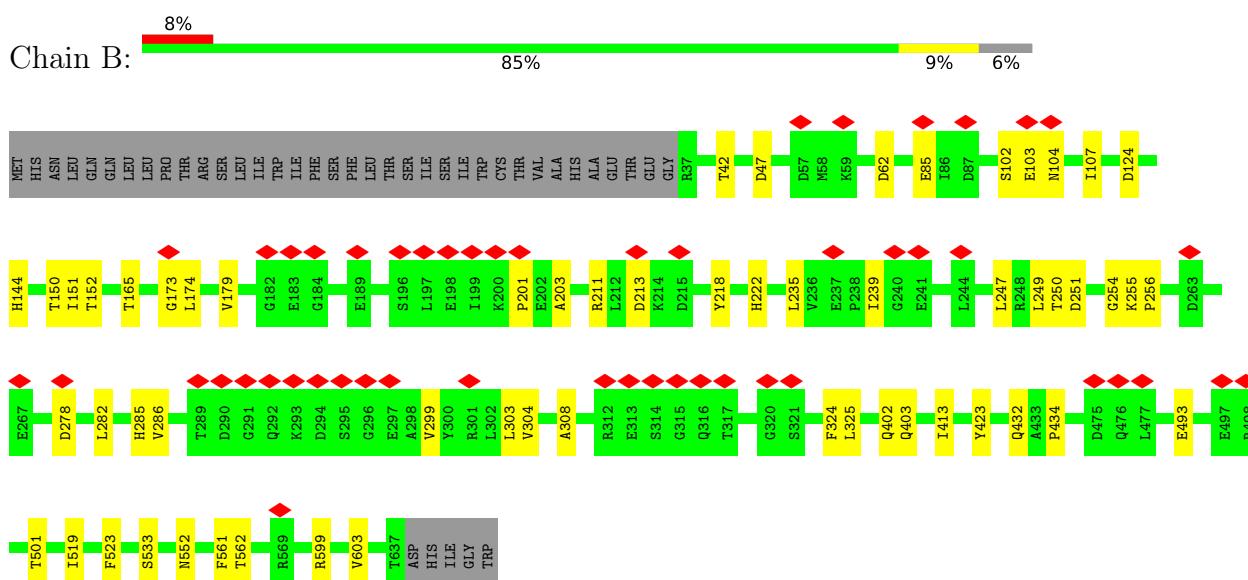 8%
Chain B:
85%
9%
6%
MET HIS ASN LEU GLN GLN LEU LEU PRO THR ARG SER LEU ILE TRP ILE PHE SER PHE LEU THR SER ILE SER ILE TRP CYS THR VAL ALA HIS ALA GLU THR GLU GLY R37 T42 D47 D57 M58 K59 D62 E85 I86 D87 S102 E103 N104 I107 D124
H144 T150 I151 T152 T165 G173 L174 V179 G182 E183 G184 E189 S196 L197 E198 I199 K200 P201 E202 A203 R211 L212 D213 K214 D215 Y218 H222 L235 V236 E237 P238 I239 G240 E241 L244 L247 R248 L249 T250 D251 G254 K255 P256 D263
E267 D278 L282 H285 V286 T289 D290 G291 Q292 K293 D294 S295 G296 E297 A298 V299 Y300 R301 L302 L303 V304 A308 R312 E313 S314 G315 Q316 T317 G320 S321 F324 L325 Q402 Q403 I413 Y423 Q432 A433 P434 D475 Q476 L477 E493 E497
T501 I519 F523 S533 N552 F561 T562 R569 R599 V603 T637 ASP HIS ILE GLY TRP